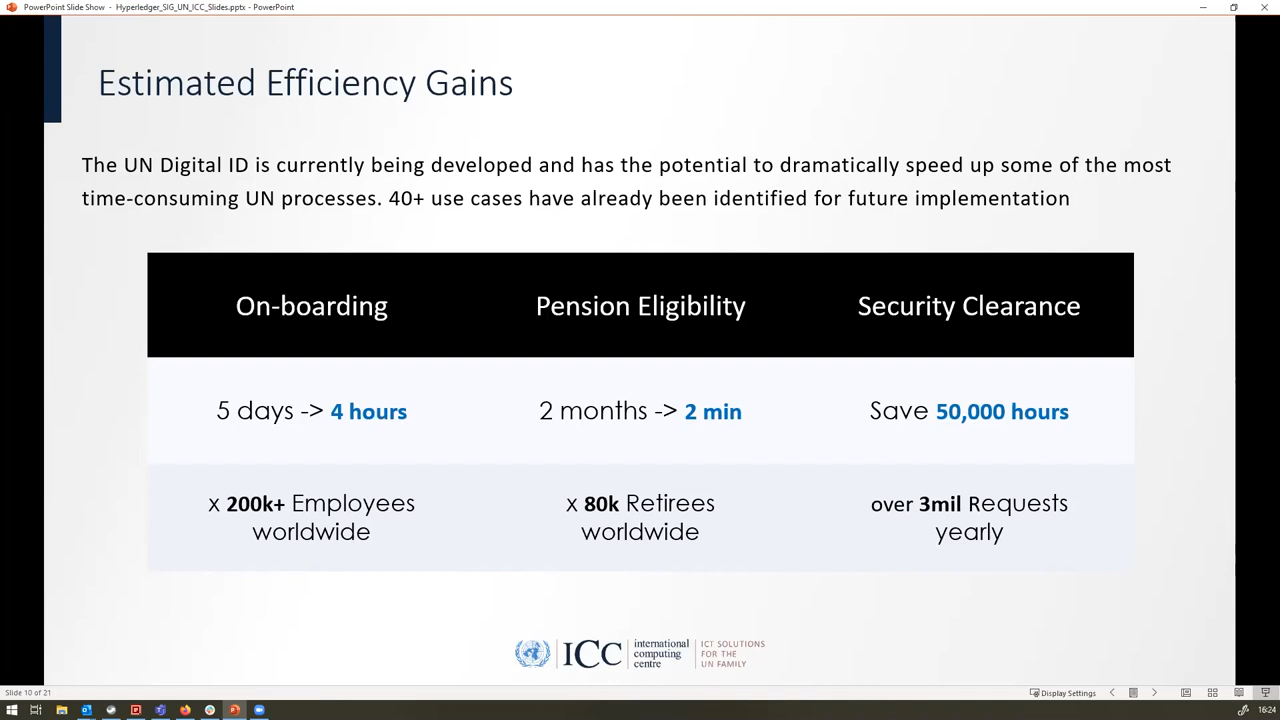 PowerPoint Slide Show - Hyperledger_SIG_UN_ICC_Slides.pptx - PowerPoint
Estimated Efficiency Gains
The UN Digital ID is currently being developed and has the potential to dramatically speed up some of the most
time-consuming UN processes. 40+ use cases have already been identified for future implementation
On-boarding
Pension Eligibility
Security Clearance
5 days -> 4 hours
2 months -> 2 min
Save 50,000 hours
x 200k+ Employees
worldwide
x 80k Retirees
worldwide
over 3mil Requests
yearly
ICC
international
computing
centre
ICT SOLUTIONS
FOR THE
UN FAMILY
Slide 10 of 21
Display Settings
16:24